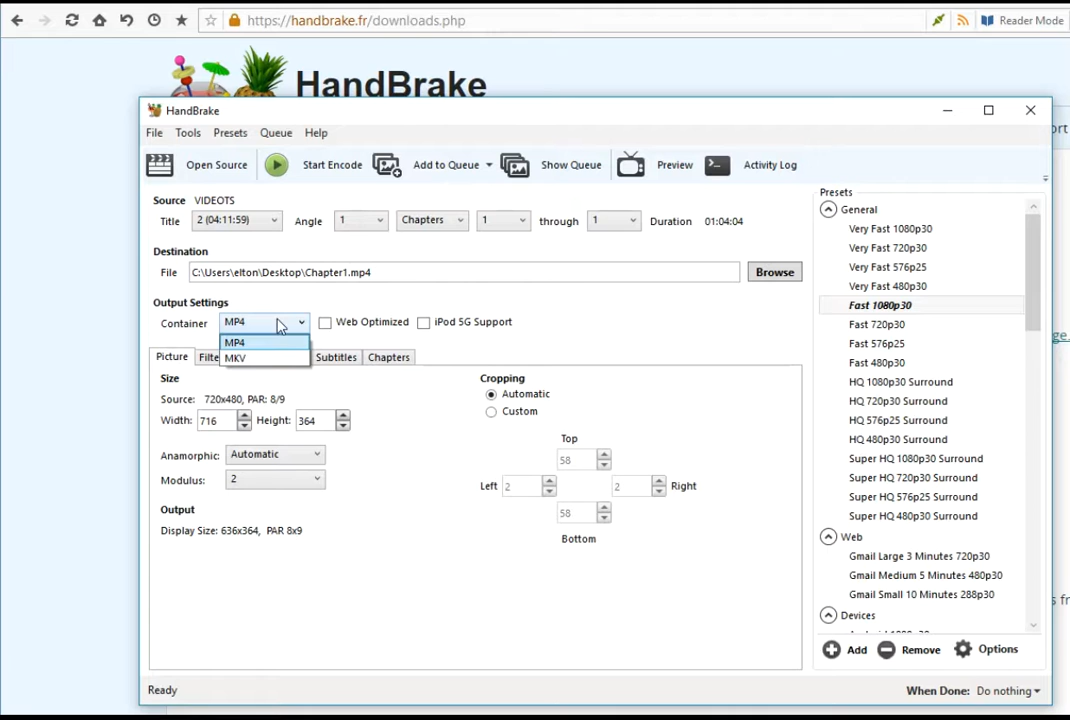 https://handbrake.fr/downloads.php
Reader Mode
HandBrake
HandBrake
File Tools Presets Queue Help
Open Source Start Encode Add to Queue Show Queue Preview Activity Log
Source VIDEOTS
Title 2 (04:11:59) Angle 1 Chapters 1 through 1 Duration 01:04:04
Destination
File C:\Users\elton\Desktop\Chapter1.mp4 Browse
Output Settings
Container MP4 Web Optimized iPod 5G Support
MP4
MKV
Picture Filte Subtitles Chapters
Size
Source: 720x480, PAR: 8/9
Width: 716 Height: 364
Anamorphic: Automatic
Modulus: 2
Output
Display Size: 636x364, PAR 8x9
Cropping
Automatic
Custom
Top
58
Left 2 2 Right
58
Bottom
Presets
General
Very Fast 1080p30
Very Fast 720p30
Very Fast 576p25
Very Fast 480p30
Fast 1080p30
Fast 720p30
Fast 576p25
Fast 480p30
HQ 1080p30 Surround
HQ 720p30 Surround
HQ 576p25 Surround
HQ 480p30 Surround
Super HQ 1080p30 Surround
Super HQ 720p30 Surround
Super HQ 576p25 Surround
Super HQ 480p30 Surround
Web
Gmail Large 3 Minutes 720p30
Gmail Medium 5 Minutes 480p30
Gmail Small 10 Minutes 288p30
Devices
Add Remove Options
Ready When Done: Do nothing
ort
ge.
s fr